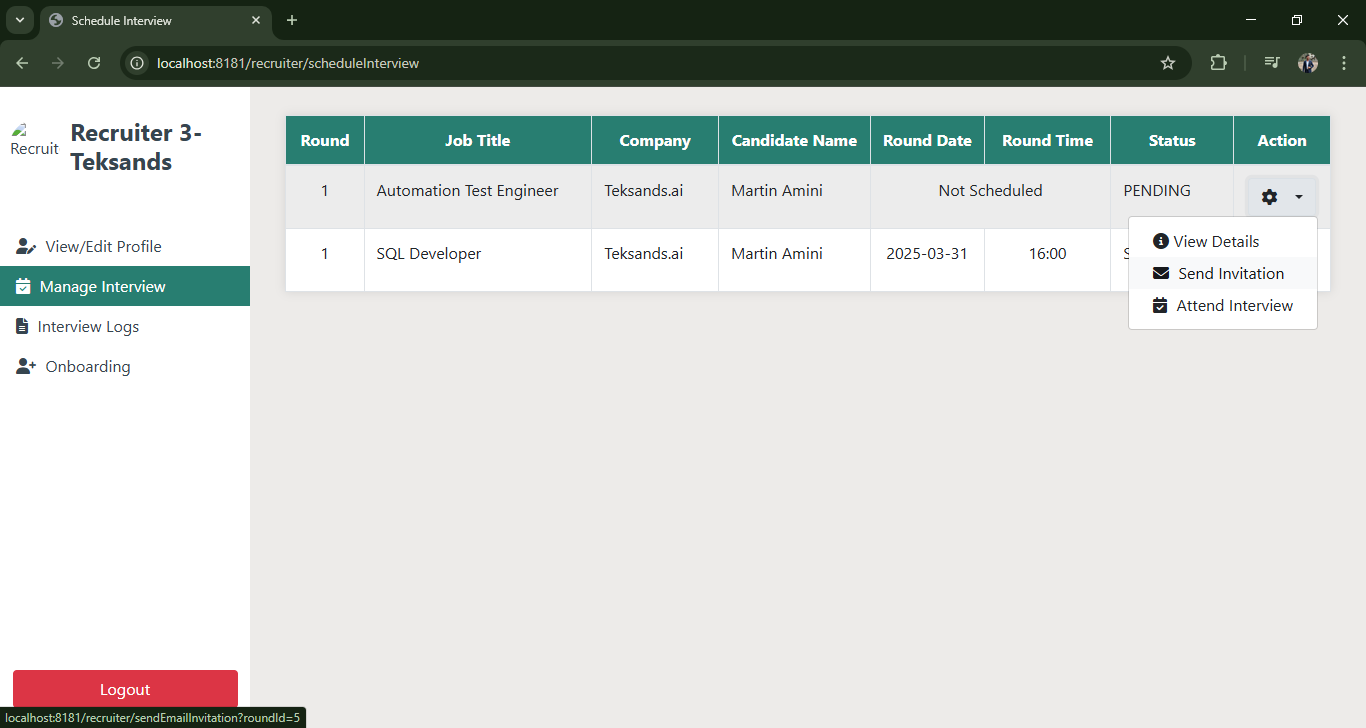 Schedule Interview
localhost:8181/recruiter/scheduleInterview
Recruit
Recruiter 3-
Teksands
View/Edit Profile
Manage Interview
Interview Logs
Onboarding
Logout
Round Job Title Company Candidate Name Round Date Round Time Status Action
1 Automation Test Engineer Teksands.ai Martin Amini Not Scheduled PENDING
1 SQL Developer Teksands.ai Martin Amini 2025-03-31 16:00
View Details
Send Invitation
Attend Interview
localhost:8181/recruiter/sendEmailInvitation?roundId=5